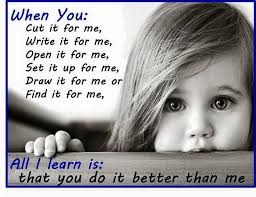 When You:
Cut it for me,
Write it for me,
Open it for me,
Set it up for me,
Draw it for me or
Find it for me,
All I learn is:
that you do it better than me